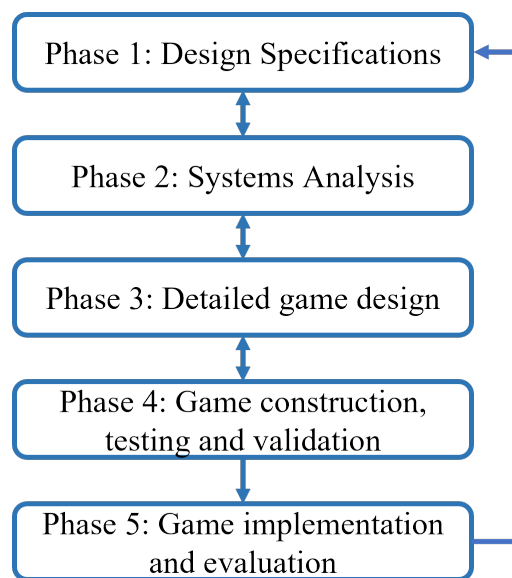 Phase 1: Design Specifications
Phase 2: Systems Analysis
Phase 3: Detailed game design
Phase 4: Game construction,
testing and validation
Phase 5: Game implementation
and evaluation